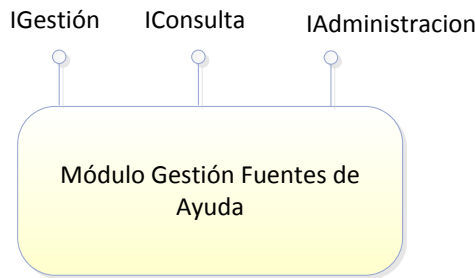 IGestión IConsulta IAdministracion
Módulo Gestión Fuentes de
Ayuda